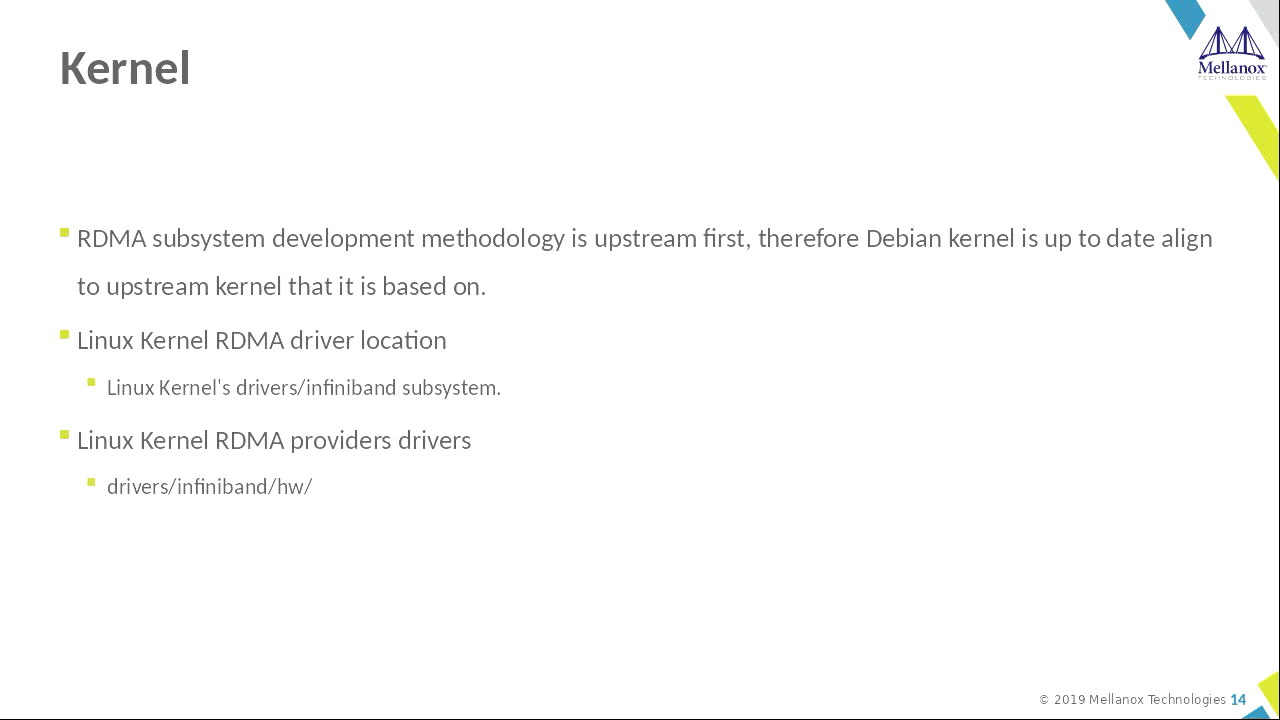 Kernel
Mellanox
TECHNOLOGIES
RDMA subsystem development methodology is upstream first, therefore Debian kernel is up to date align
to upstream kernel that it is based on.
Linux Kernel RDMA driver location
Linux Kernel's drivers/infiniband subsystem.
Linux Kernel RDMA providers drivers
drivers/infiniband/hw/
© 2019 Mellanox Technologies 14